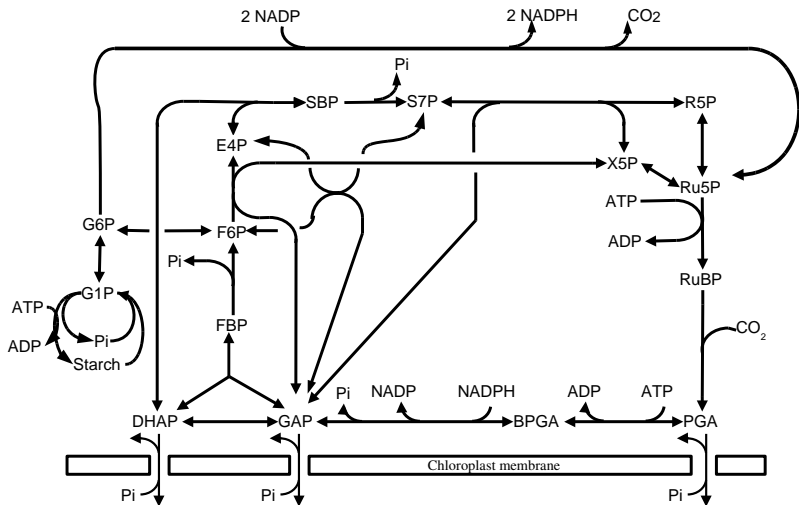 2 NADP 2 NADPH CO2
Pi
SBP S7P R5P
E4P
X5P
Ru5P
ATP
G6P F6P
ADP
Pi
RuBP
G1P
ATP
Pi
FBP
CO2
ADP
Starch
Pi NADP NADPH ADP ATP
DHAP GAP BPGA PGA
Chloroplast membrane
Pi Pi Pi